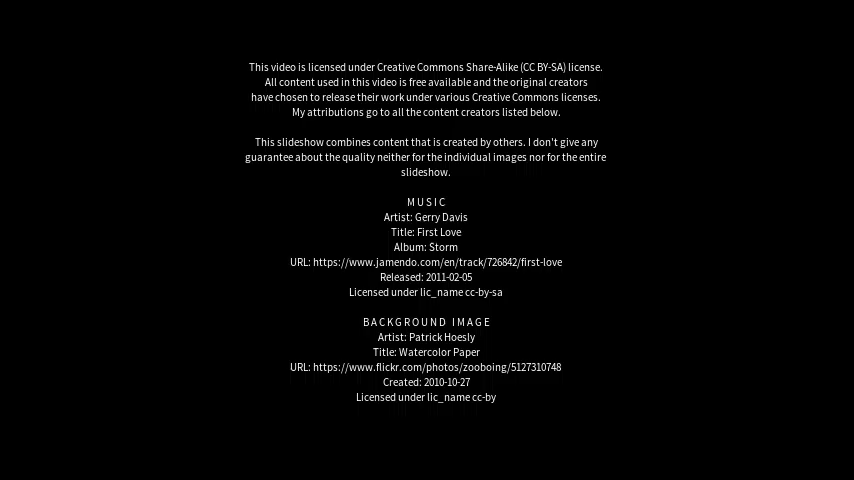 This video is licensed under Creative Commons Share-Alike (CC BY-SA) license.
All content used in this video is free available and the original creators
have chosen to release their work under various Creative Commons licenses.
My attributions go to all the content creators listed below.
This slideshow combines content that is created by others. I don't give any
guarantee about the quality neither for the individual images nor for the entire
slideshow.
MUSIC
Artist: Gerry Davis
Title: First Love
Album: Storm
URL: https://www.jamendo.com/en/track/726842/first-love
Released: 2011-02-05
Licensed under lic_name cc-by-sa
BACKGROUND IMAGE
Artist: Patrick Hoesly
Title: Watercolor Paper
URL: https://www.flickr.com/photos/zooboing/5127310748
Created: 2010-10-27
Licensed under lic_name cc-by